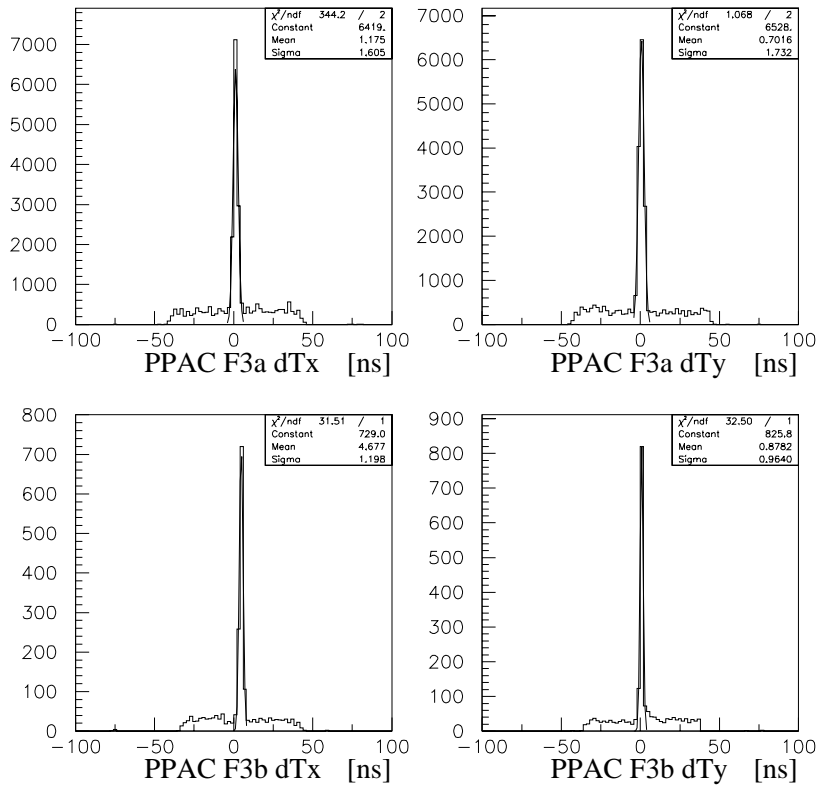 χ²/ndf 344.2 / 2
Constant 6419.
Mean 1.175
Sigma 1.605
7000
6000
5000
4000
3000
2000
1000
0
−100 −50 0 50 100
PPAC F3a dTx [ns]
χ²/ndf 1.068 / 2
Constant 6528.
Mean 0.7016
Sigma 1.732
7000
6000
5000
4000
3000
2000
1000
0
−100 −50 0 50 100
PPAC F3a dTy [ns]
χ²/ndf 31.51 / 1
Constant 729.0
Mean 4.677
Sigma 1.198
800
700
600
500
400
300
200
100
0
−100 −50 0 50 100
PPAC F3b dTx [ns]
χ²/ndf 32.50 / 1
Constant 825.8
Mean 0.8782
Sigma 0.9640
900
800
700
600
500
400
300
200
100
0
−100 −50 0 50 100
PPAC F3b dTy [ns]